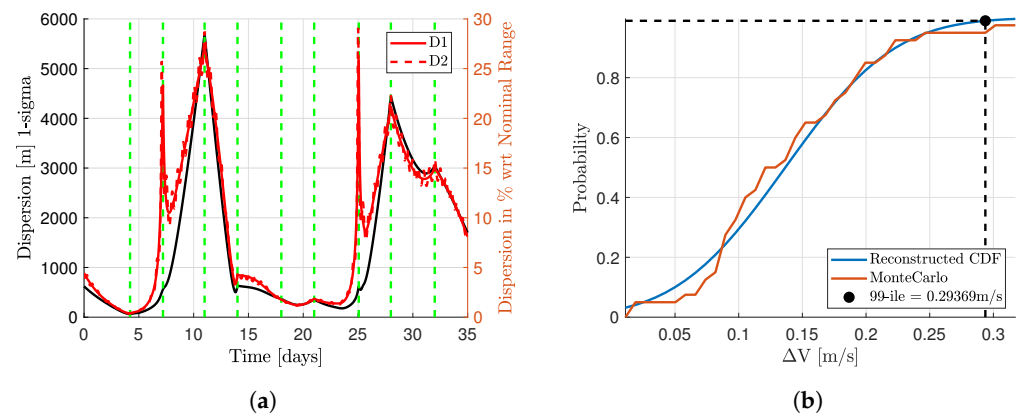 6000
5000
4000
3000
2000
1000
0
Dispersion [m] 1-sigma
0 5 10 15 20 25 30 35
Time [days]
30
25
20
15
10
5
0
Dispersion in % wrt Nominal Range
D1
D2
(a)
0.8
0.6
0.4
0.2
0
Probability
0.05 0.1 0.15 0.2 0.25 0.3
ΔV [m/s]
Reconstructed CDF
MonteCarlo
99-ile = 0.29369m/s
(b)